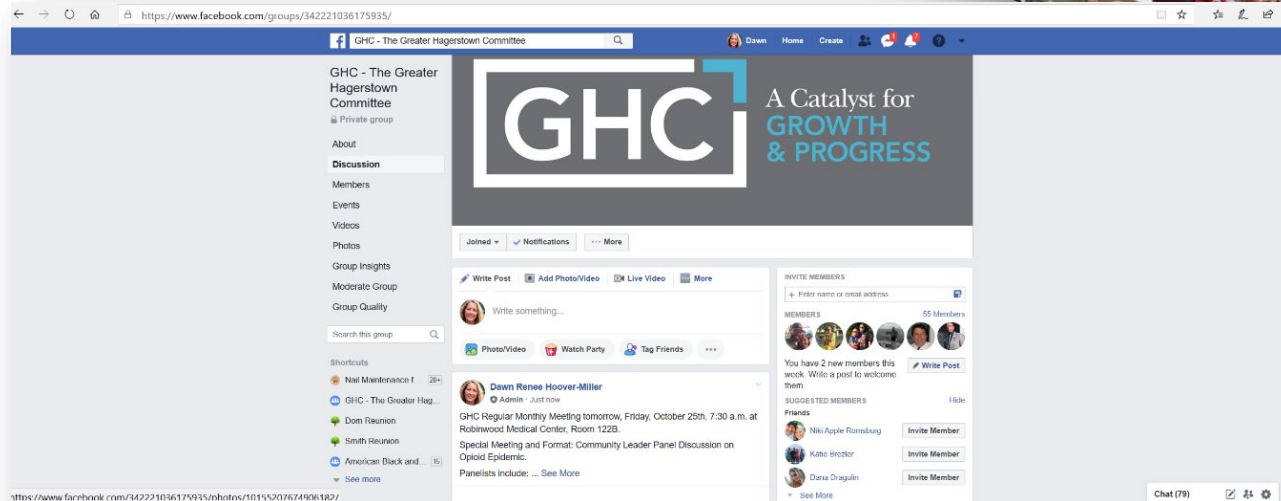 https://www.facebook.com/groups/342221036175935/
GHC - The Greater Hagerstown Committee
Dawn
Home
Create
1
7
GHC - The Greater
Hagerstown
Committee
Private group
About
Discussion
Members
Events
Videos
Photos
Group Insights
Moderate Group
Group Quality
Search this group
Shortcuts
Nail Maintenance f... 20+
GHC - The Greater Hag...
Dom Reunion
Smith Reunion
American Black and... 15
See more
GHC
A Catalyst for
GROWTH
& PROGRESS
Joined
Notifications
More
Write Post
Add Photo/Video
Live Video
More
Write something...
Photo/Video
Watch Party
Tag Friends
Dawn Renee Hoover-Miller
Admin · Just now
GHC Regular Monthly Meeting tomorrow, Friday, October 25th, 7:30 a.m. at
Robinwood Medical Center, Room 122B.
Special Meeting and Format: Community Leader Panel Discussion on
Opioid Epidemic.
Panelists include: ... See More
INVITE MEMBERS
+ Enter name or email address
MEMBERS
55 Members
You have 2 new members this
week. Write a post to welcome
them.
Write Post
SUGGESTED MEMBERS
Hide
Friends
Niki Apple Romsburg
Invite Member
Katie Brezler
Invite Member
Dana Dragulin
Invite Member
See More
https://www.facebook.com/342221036175935/photos/10155207674906182/
Chat (79)